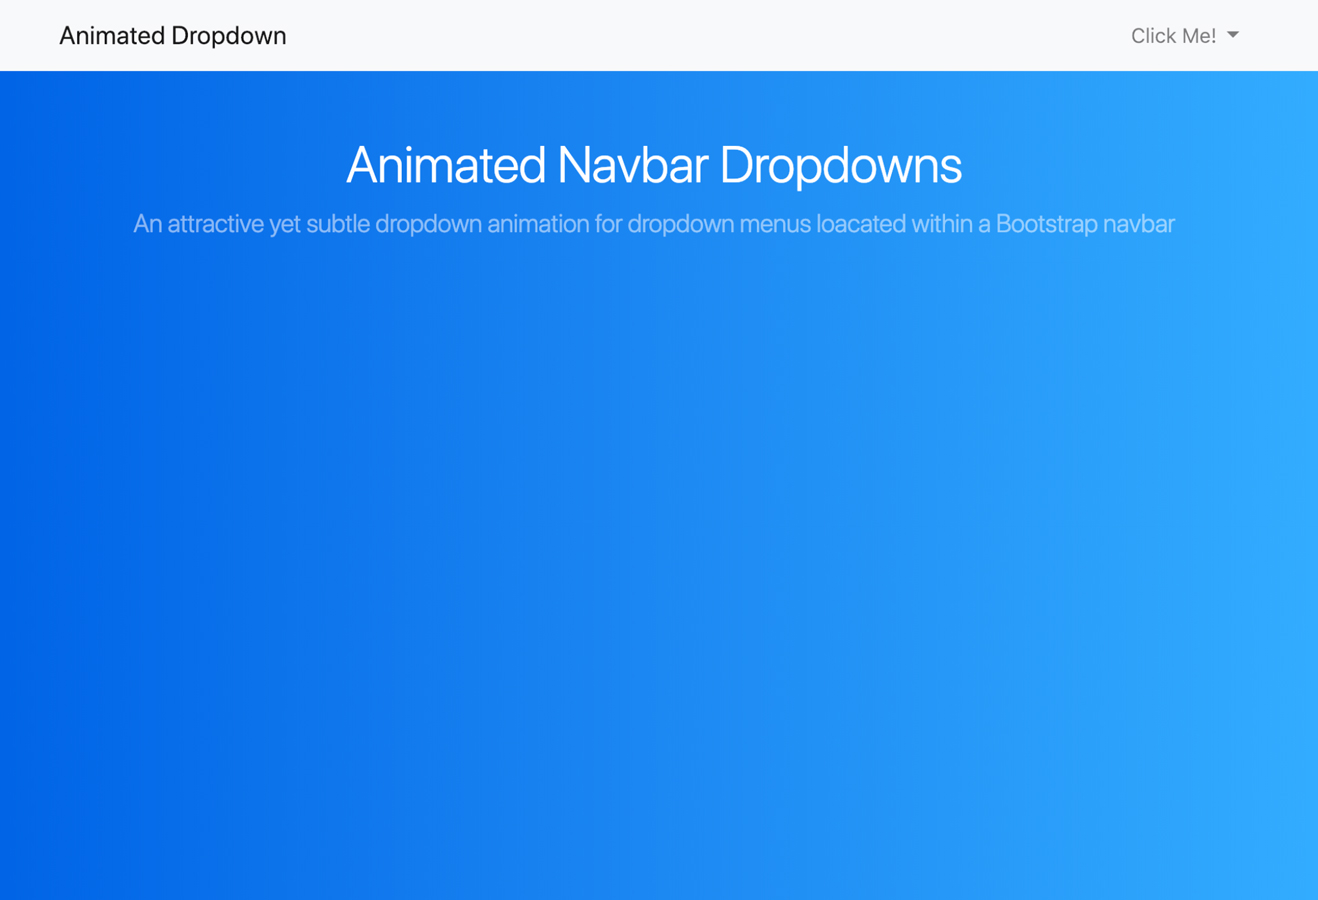 Animated Dropdown
Click Me!
Animated Navbar Dropdowns
An attractive yet subtle dropdown animation for dropdown menus loacated within a Bootstrap navbar